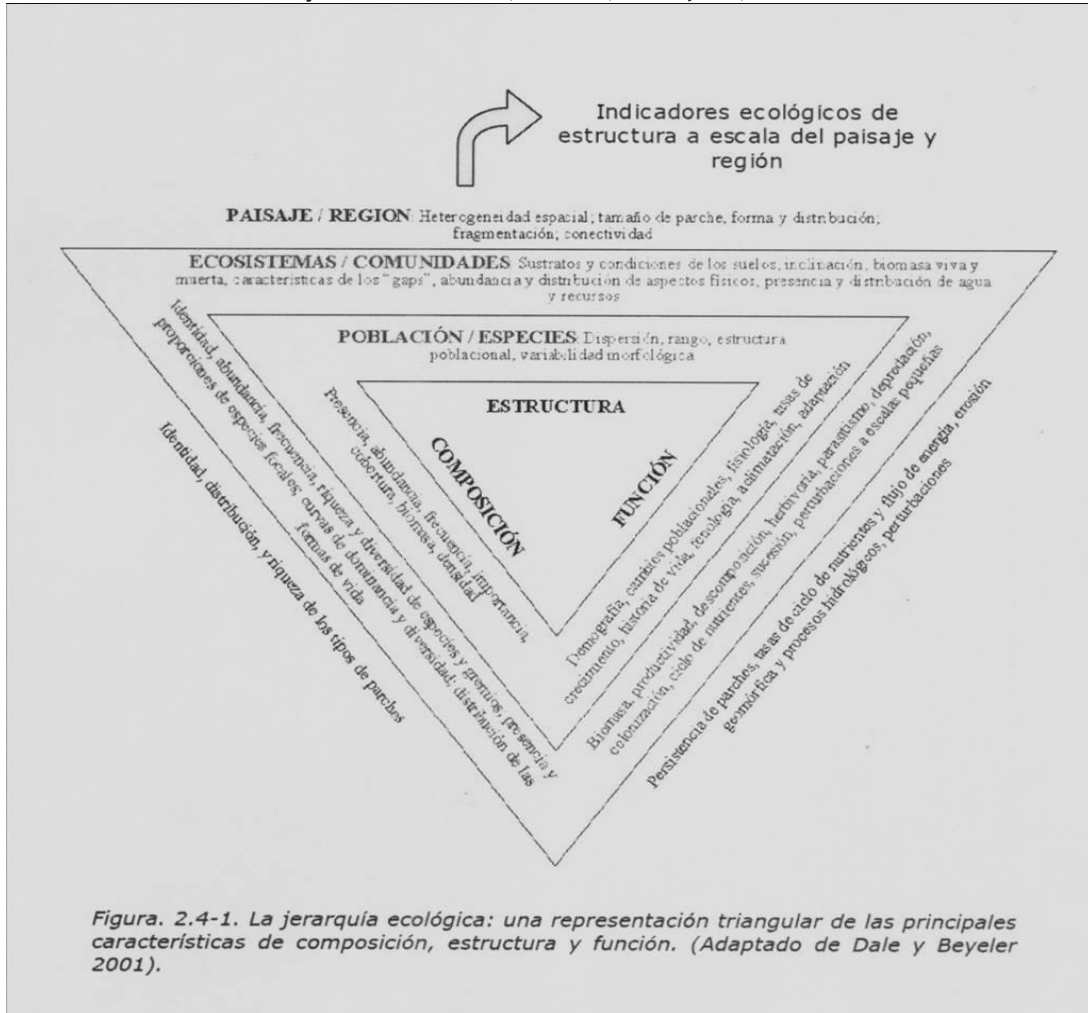 Indicadores ecológicos de
estructura a escala del paisaje y
región
PAISAJE / REGION: Heterogeneidad espacial; tamaño de parche, forma y distribución;
fragmentación; conectividad
ECOSISTEMAS / COMUNIDADES: Sustratos y condiciones de los suelos, inclinación, biomasa viva y
muerta, características de los "gaps", abundancia y distribución de aspectos físicos, presencia y distribución de agua
y recursos
POBLACIÓN / ESPECIES: Dispersión, rango, estructura
poblacional, variabilidad morfológica
ESTRUCTURA
COMPOSICIÓN
FUNCIÓN
Presencia, abundancia, frecuencia, importancia,
cobertura, biomasa, densidad
Identidad, abundancia, frecuencia, riqueza y diversidad de especies y gremios; presencia y
proporciones de especies focales; curvas de dominancia y diversidad; distribución de las
formas de vida
Identidad, distribución, y riqueza de los tipos de parches
Demografía, cambios poblacionales, fisiología, tasas de
crecimiento, historia de vida, fenología, aclimatación, adaptación
Biomasa, productividad, descomposición, herbivoría, parasitismo, depredación,
colonización, ciclo de nutrientes, sucesión, perturbaciones a escalas pequeñas
Persistencia de parches, tasas de ciclo de nutrientes y flujo de energía, erosión
geomórfica y procesos hidrológicos, perturbaciones
Figura. 2.4-1. La jerarquía ecológica: una representación triangular de las principales
características de composición, estructura y función. (Adaptado de Dale y Beyeler
2001).